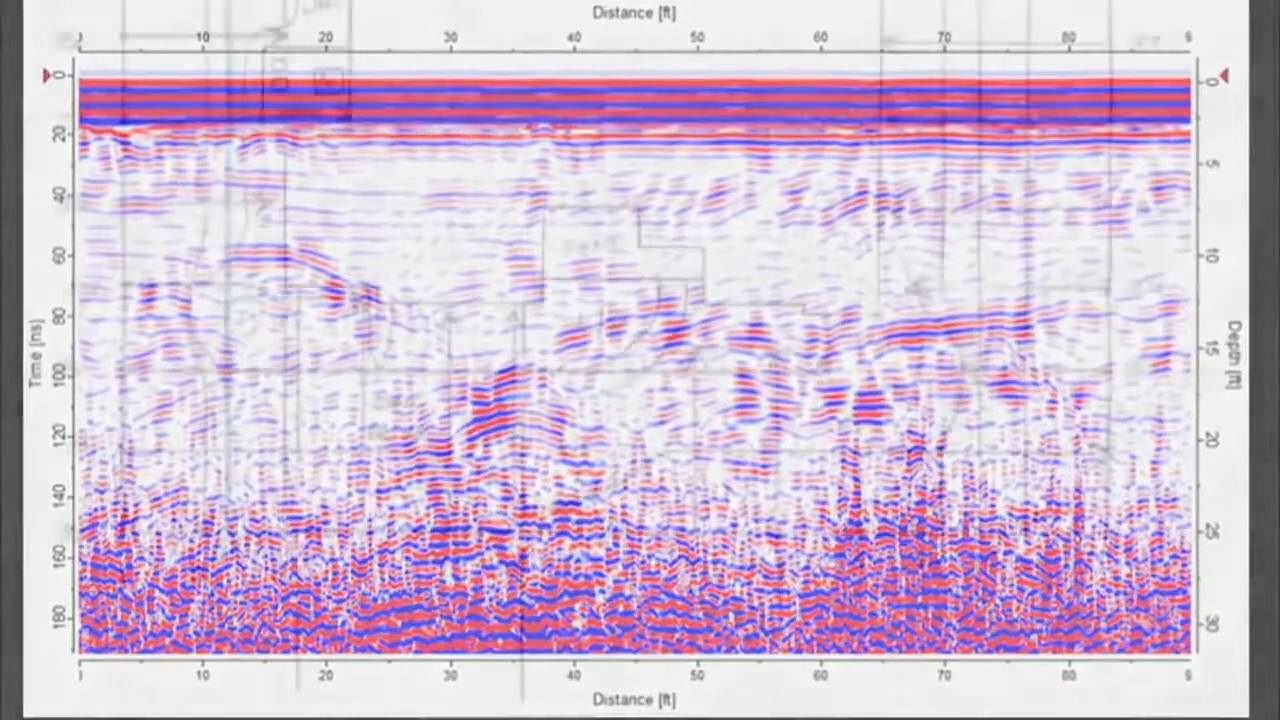 Distance [ft]
10 20 30 40 50 60 70 80
0 0
20
5
40
60 10
80
Time [ns] Depth [ft]
15
100
120 20
140
25
160
180 30
10 20 30 40 50 60 70 80
Distance [ft]